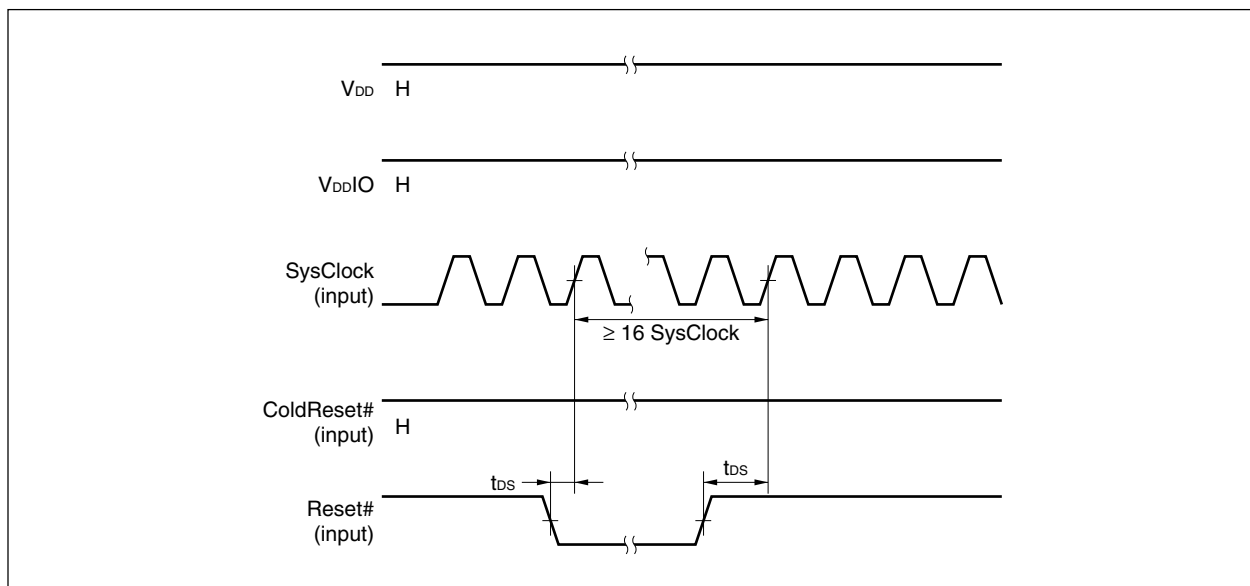 VDD H
VDDIO H
SysClock
(input)
≥ 16 SysClock
ColdReset#
(input)
H
tDS
tDS
Reset#
(input)